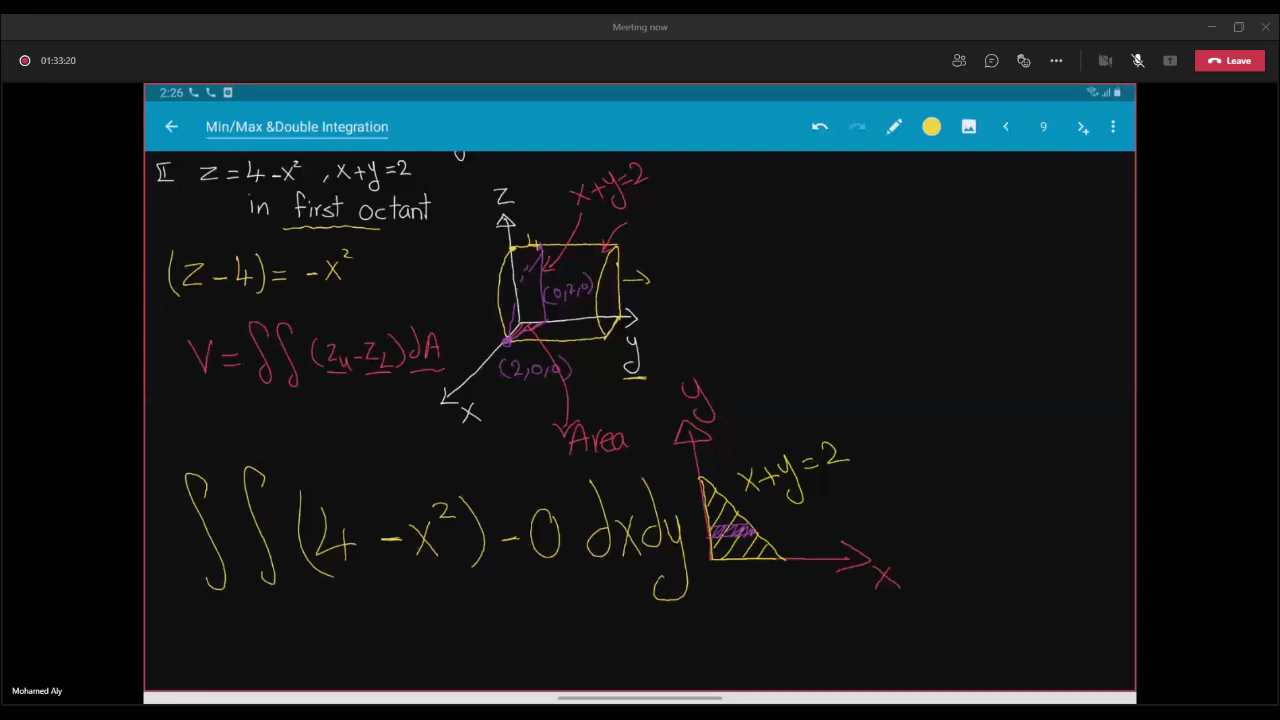 Meeting now
01:33:20
Leave
2:26
Min/Max &Double Integration
9
II z = 4 - x² , x+y=2
in first octant
(z - 4) = -x²
V = ∬ (zu - zL) dA
z
x+y=2
4
(0,2,0)
y
(2,0,0)
x
Area
y
x+y=2
x
∬ (4 - x²) - 0 dxdy
Mohamed Aly